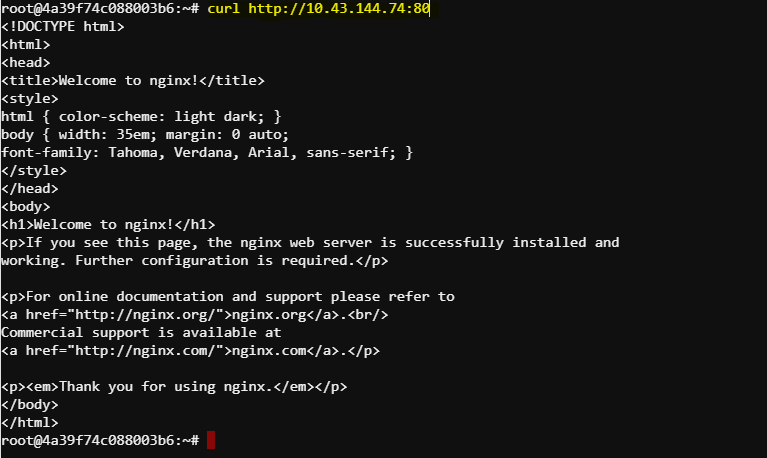 root@4a39f74c088003b6:~# curl http://10.43.144.74:80
<!DOCTYPE html>
<html>
<head>
<title>Welcome to nginx!</title>
<style>
html { color-scheme: light dark; }
body { width: 35em; margin: 0 auto;
font-family: Tahoma, Verdana, Arial, sans-serif; }
</style>
</head>
<body>
<h1>Welcome to nginx!</h1>
<p>If you see this page, the nginx web server is successfully installed and
working. Further configuration is required.</p>

<p>For online documentation and support please refer to
<a href="http://nginx.org/">nginx.org</a>.<br/>
Commercial support is available at
<a href="http://nginx.com/">nginx.com</a>.</p>

<p><em>Thank you for using nginx.</em></p>
</body>
</html>
root@4a39f74c088003b6:~#